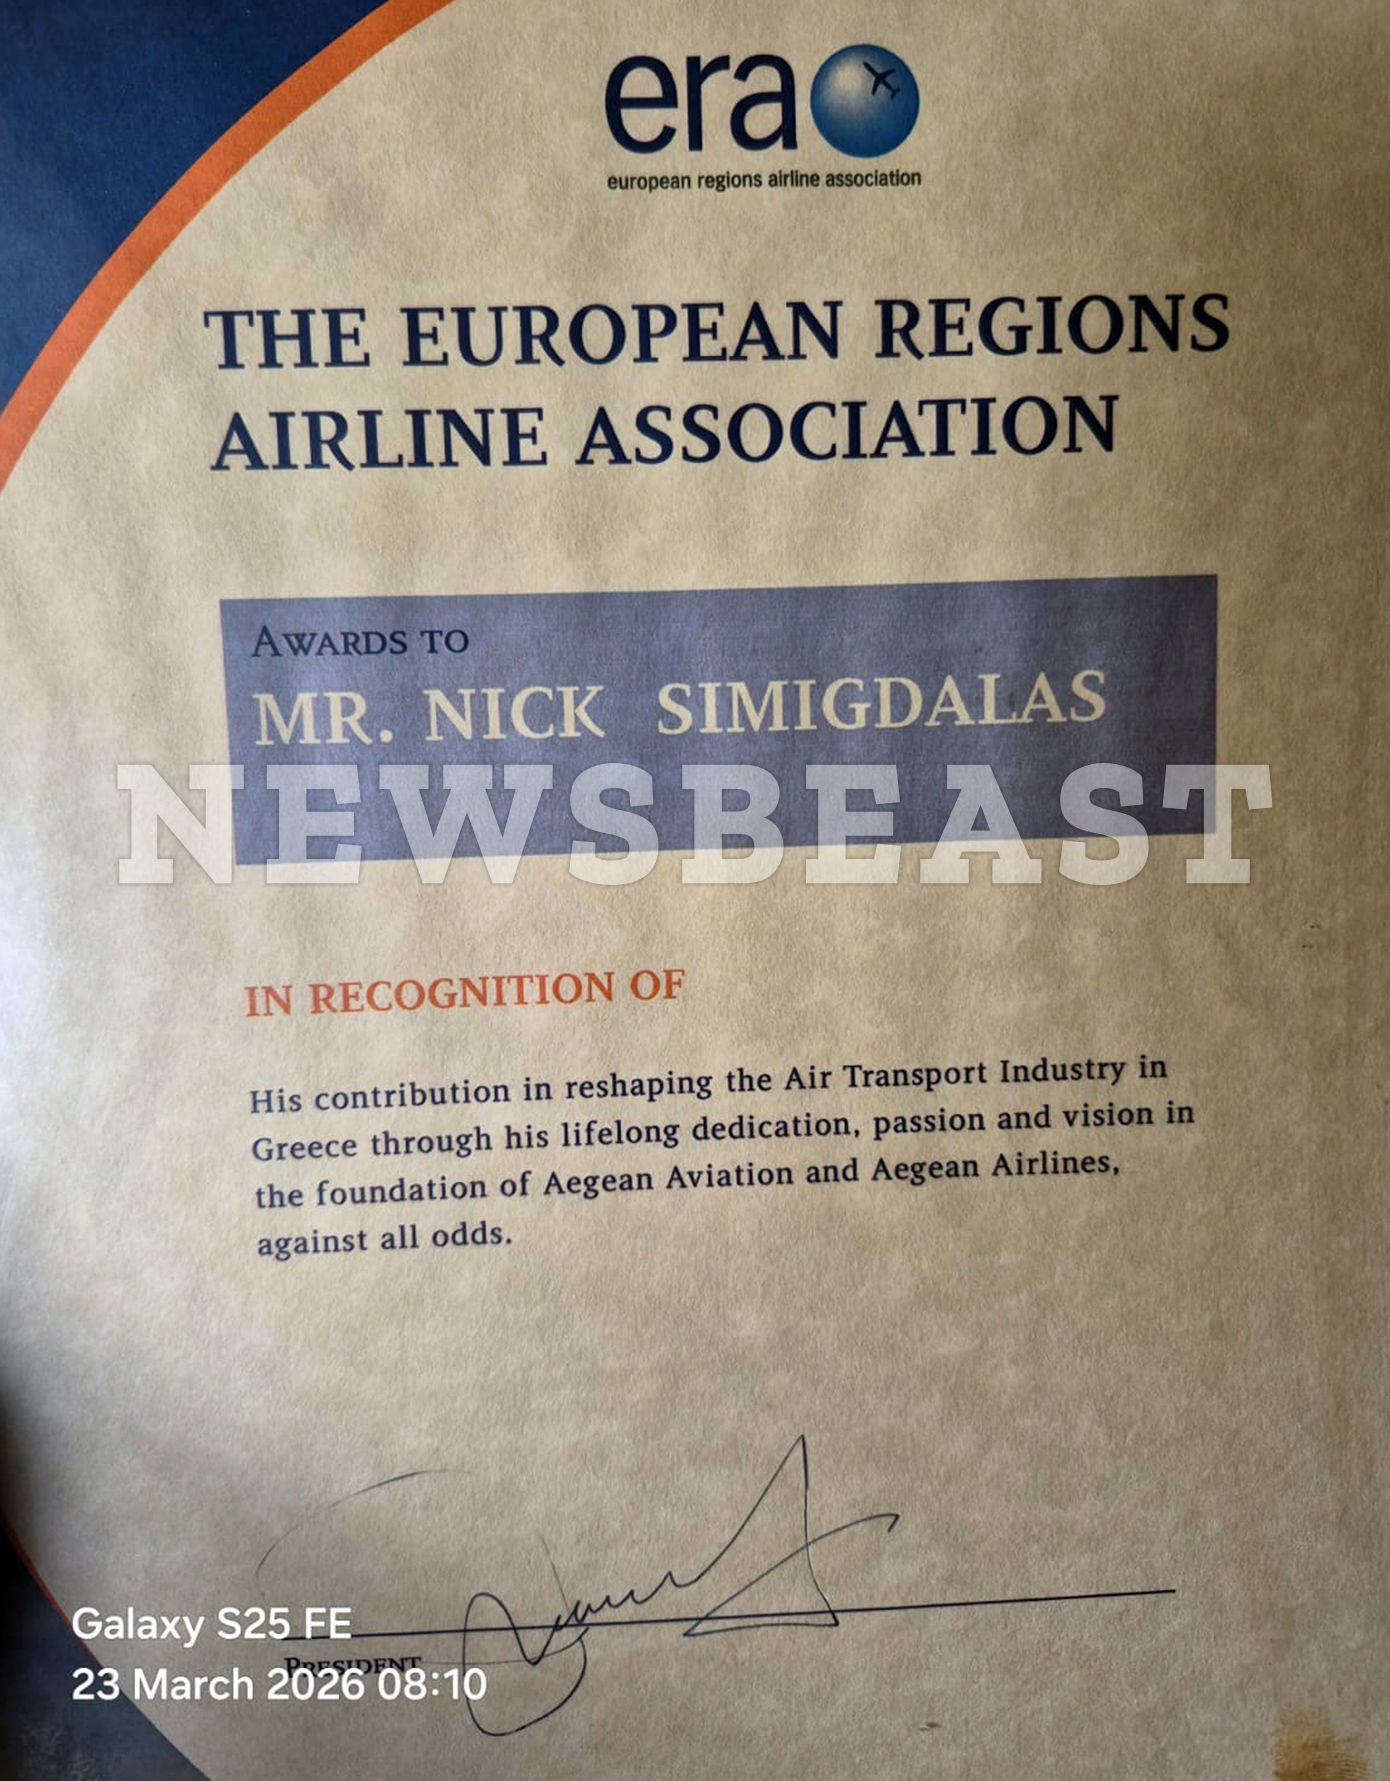 era
european regions airline association
THE EUROPEAN REGIONS
AIRLINE ASSOCIATION
AWARDS TO
MR. NICK SIMIGDALAS
NEWSBEAST
IN RECOGNITION OF
His contribution in reshaping the Air Transport Industry in
Greece through his lifelong dedication, passion and vision in
the foundation of Aegean Aviation and Aegean Airlines,
against all odds.
Galaxy S25 FE
PRESIDENT
23 March 2026 08:10